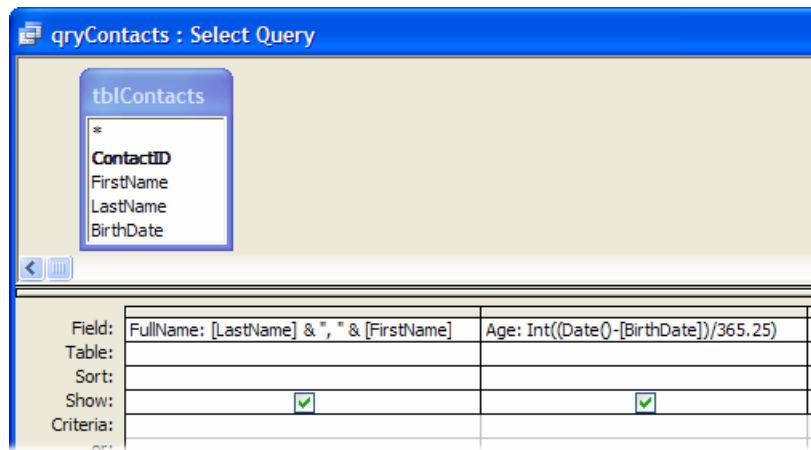 qryContacts : Select Query
tblContacts
*
ContactID
FirstName
LastName
BirthDate
Field: FullName: [LastName] & ", " & [FirstName] Age: Int((Date()-[BirthDate])/365.25)
Table:
Sort:
Show:
Criteria:
or: